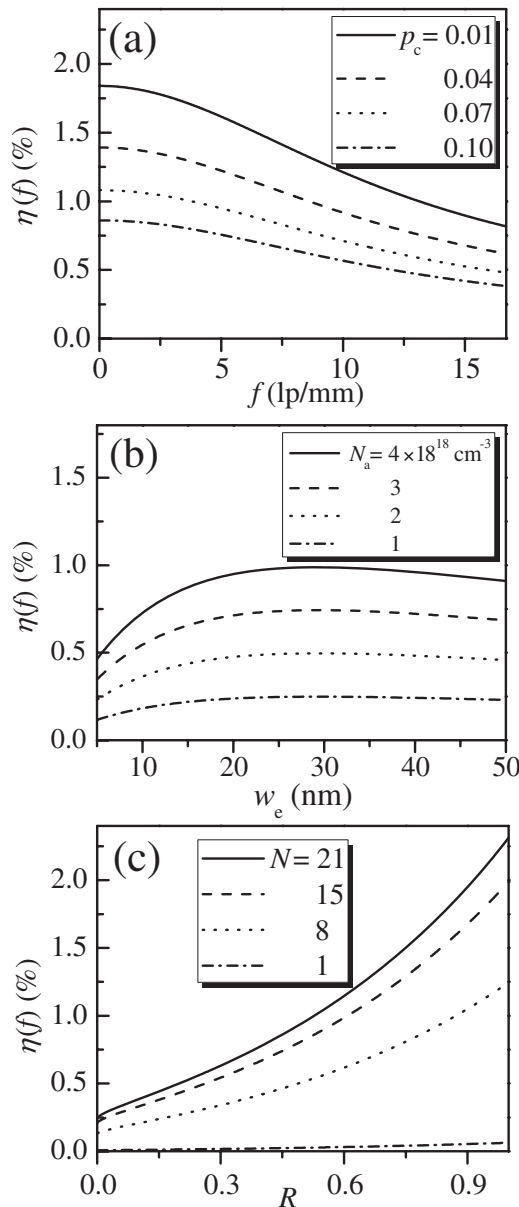 (a)
p_c = 0.01
0.04
0.07
0.10
η(f) (%)
2.0
1.5
1.0
0.5
0.0
0 5 10 15
f (lp/mm)
(b)
N_a = 4×10^18 cm^-3
3
2
1
η(f) (%)
1.5
1.0
0.5
0.0
10 20 30 40 50
w_e (nm)
(c)
N = 21
15
8
1
η(f) (%)
2.0
1.5
1.0
0.5
0.0
0.0 0.3 0.6 0.9
R